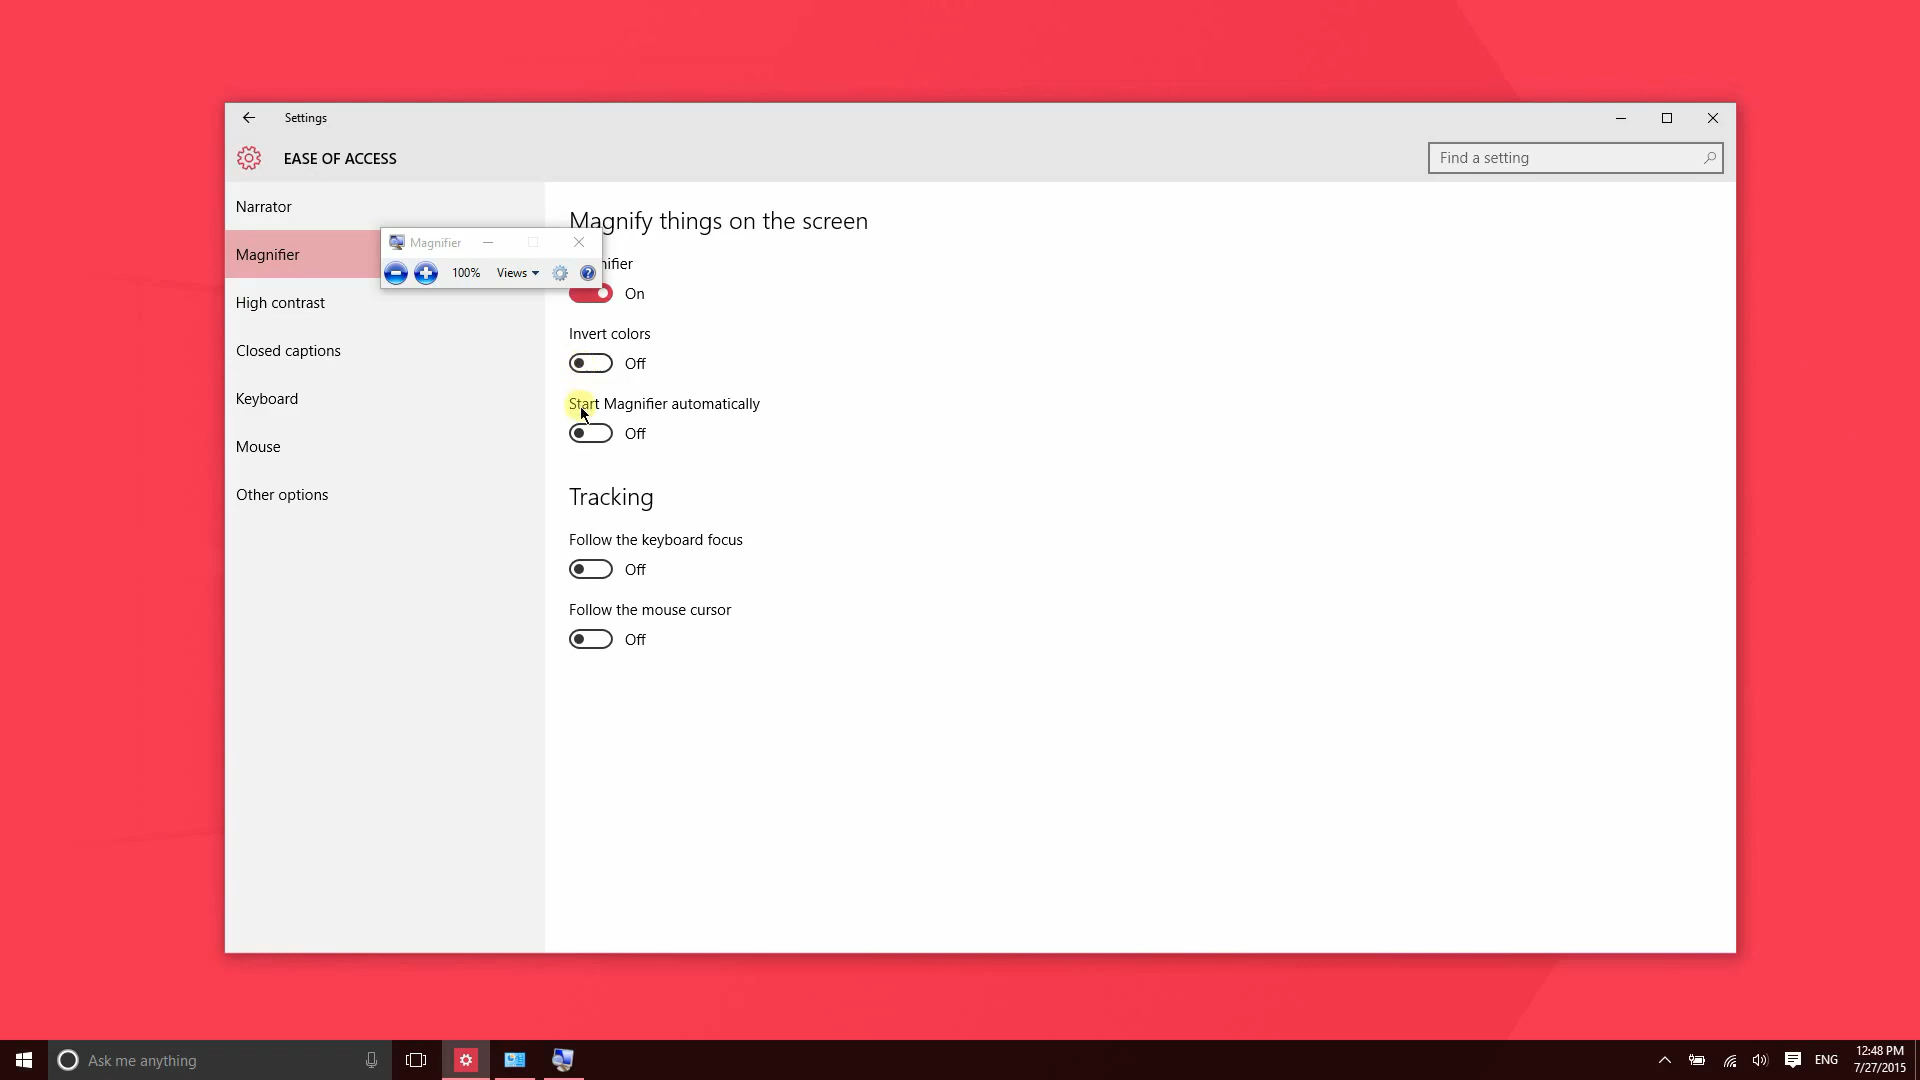 Settings
EASE OF ACCESS
Find a setting
Narrator
Magnifier
High contrast
Closed captions
Keyboard
Mouse
Other options
Magnifier
100% Views
Magnify things on the screen
nifier
On
Invert colors
Off
Start Magnifier automatically
Off
Tracking
Follow the keyboard focus
Off
Follow the mouse cursor
Off
Ask me anything
ENG
12:48 PM
7/27/2015